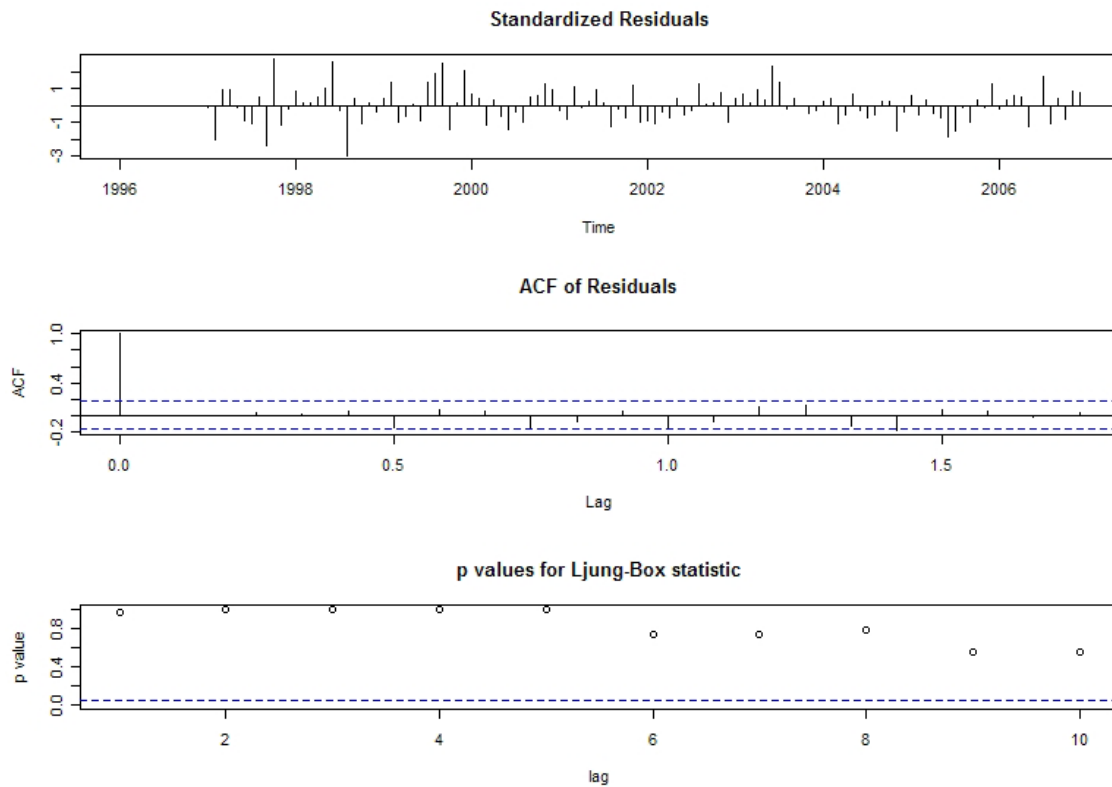 Standardized Residuals
1
-1
-3
1996 1998 2000 2002 2004 2006
Time
ACF of Residuals
ACF
1.0
0.4
-0.2
0.0 0.5 1.0 1.5
Lag
p values for Ljung-Box statistic
p value
0.8
0.4
0.0
2 4 6 8 10
lag